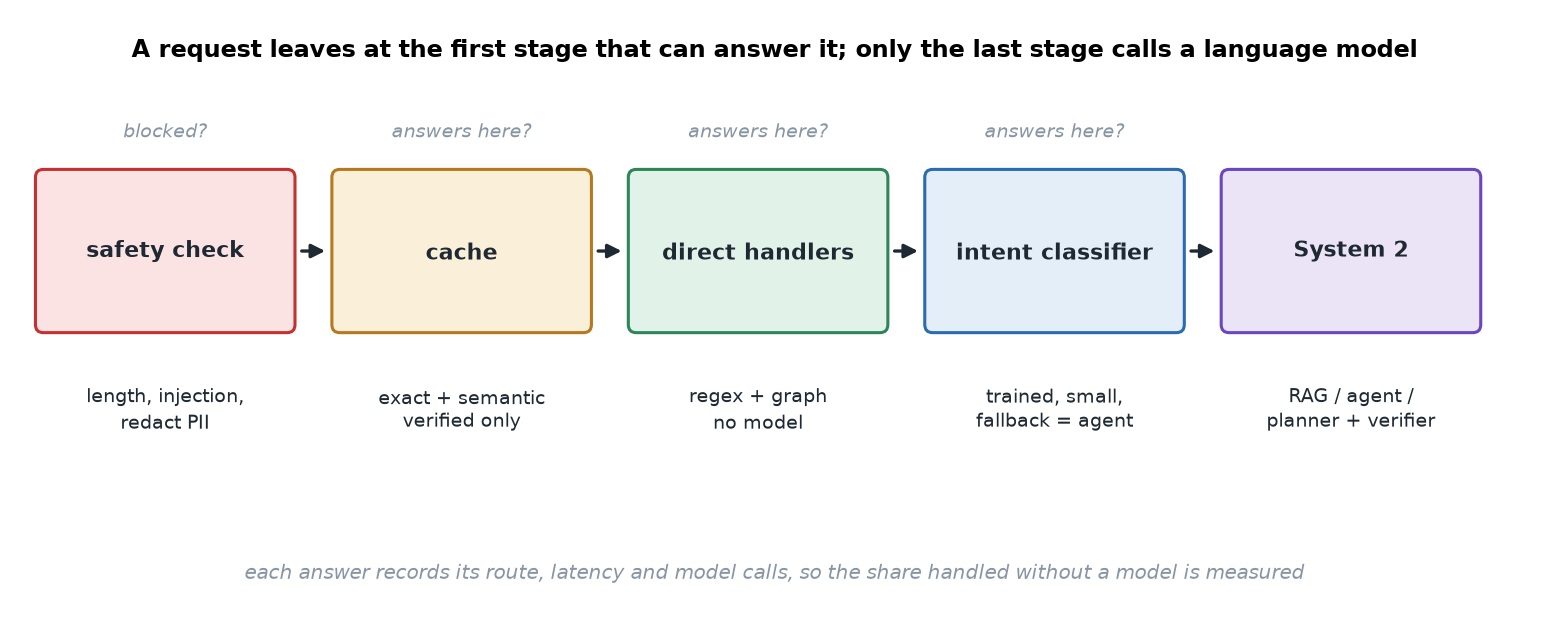 A request leaves at the first stage that can answer it; only the last stage calls a language model
blocked?
answers here?
answers here?
answers here?
safety check
cache
direct handlers
intent classifier
System 2
length, injection,
redact PII
exact + semantic
verified only
regex + graph
no model
trained, small,
fallback = agent
RAG / agent /
planner + verifier
each answer records its route, latency and model calls, so the share handled without a model is measured